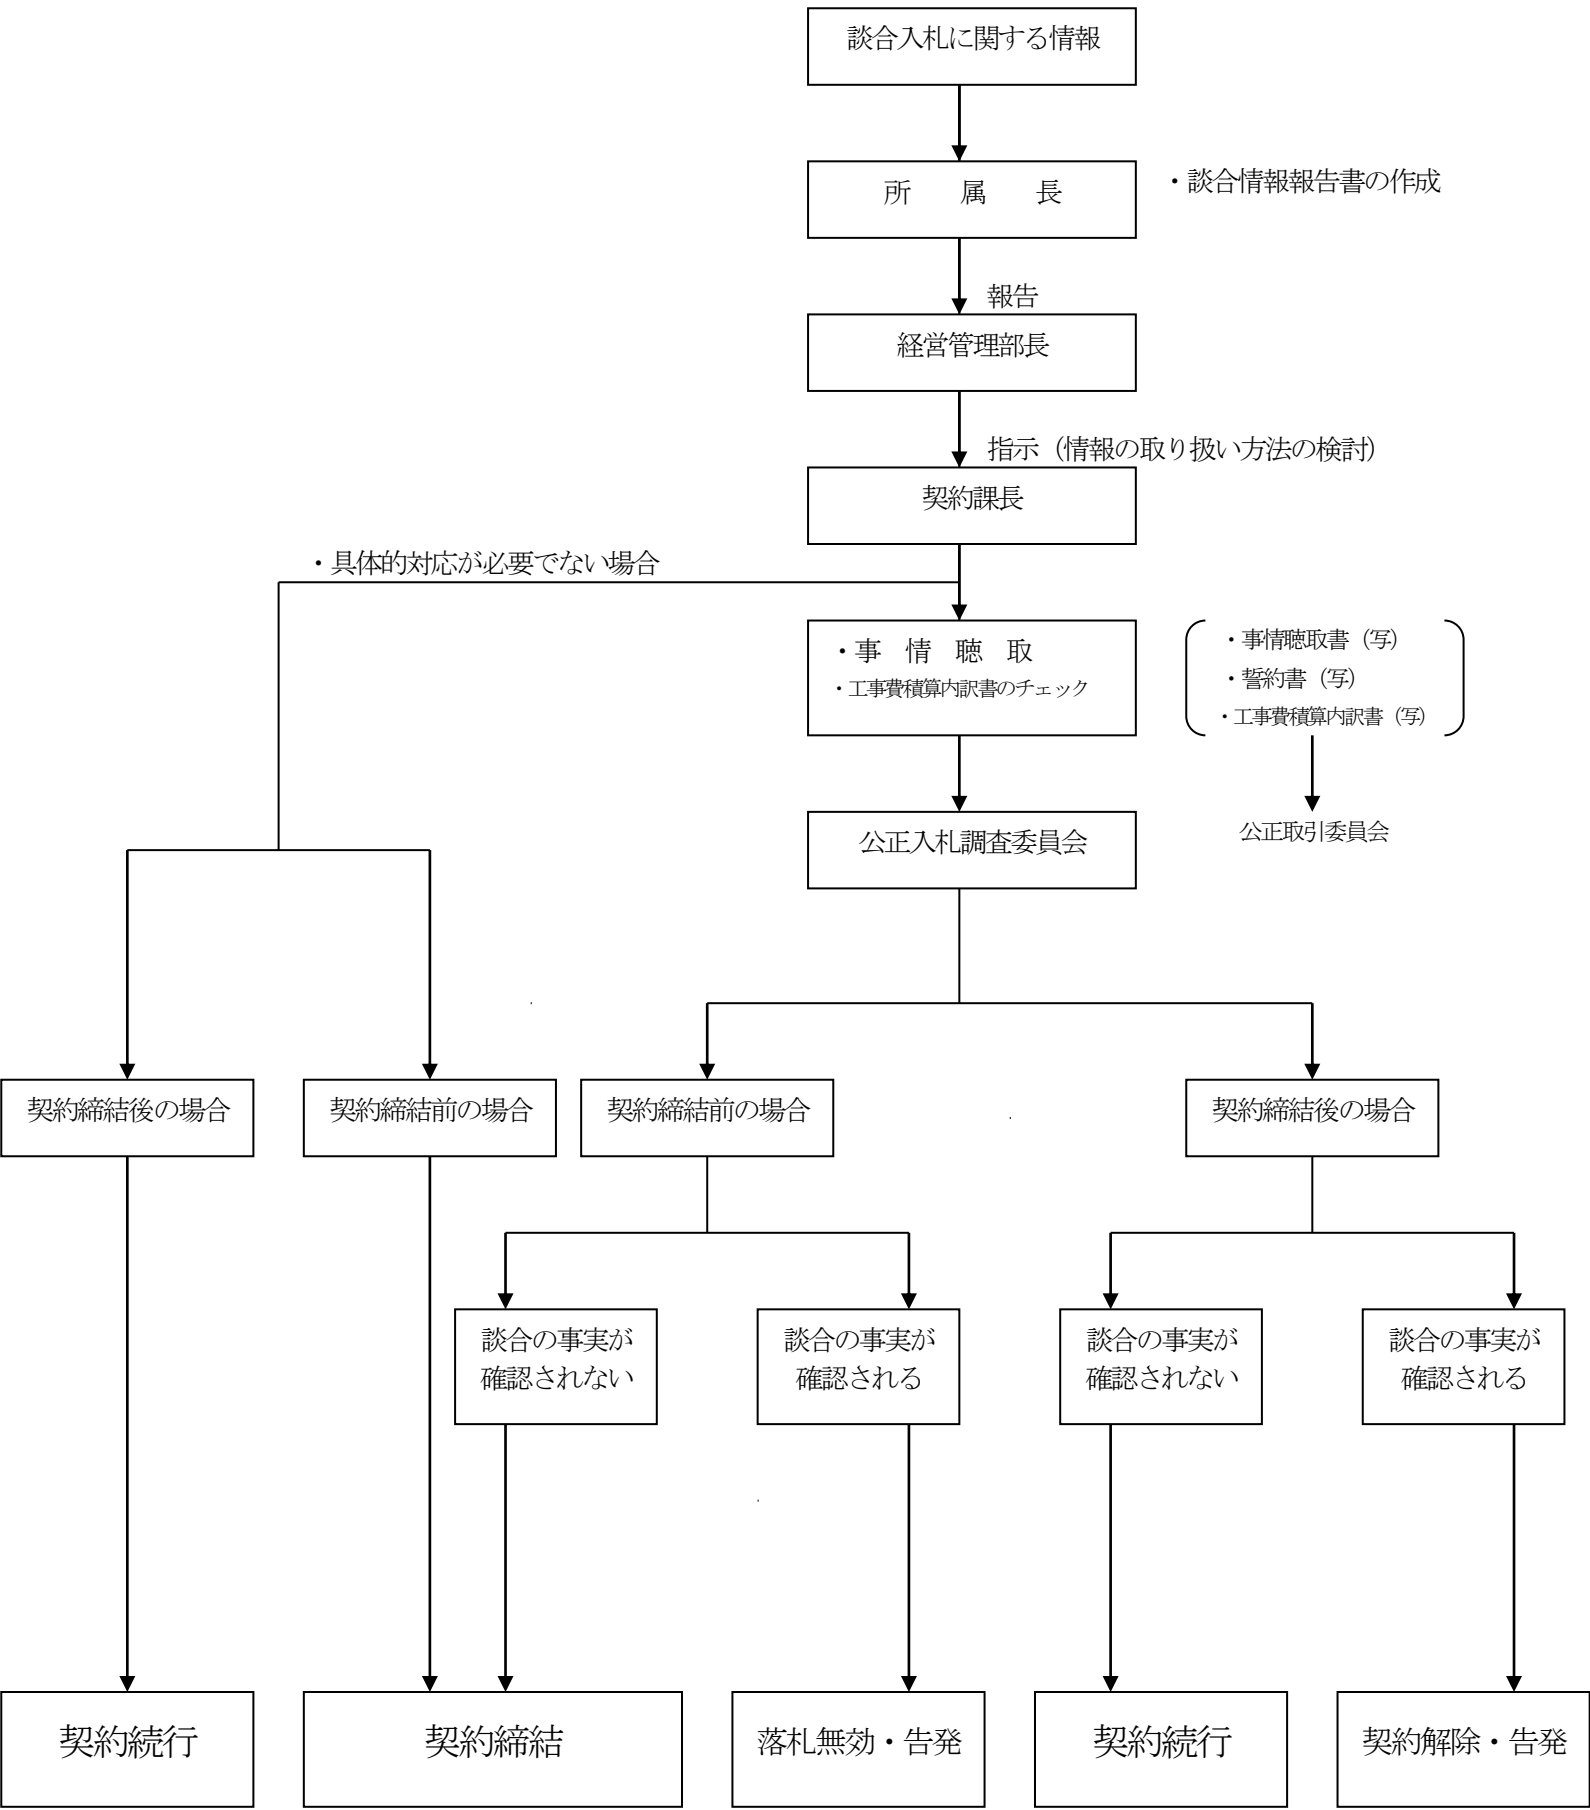 談合入札に関する情報
所　　属　　長
・談合情報報告書の作成
報告
経営管理部長
指示（情報の取り扱い方法の検討）
契約課長
・具体的対応が必要でない場合
・事　情　聴　取
・工事費積算内訳書のチェック
・事情聴取書（写）
・誓約書（写）
・工事費積算内訳書（写）
公正入札調査委員会
公正取引委員会
契約締結後の場合
契約締結前の場合
契約締結前の場合
契約締結後の場合
談合の事実が
確認されない
談合の事実が
確認される
談合の事実が
確認されない
談合の事実が
確認される
契約続行
契約締結
落札無効・告発
契約続行
契約解除・告発